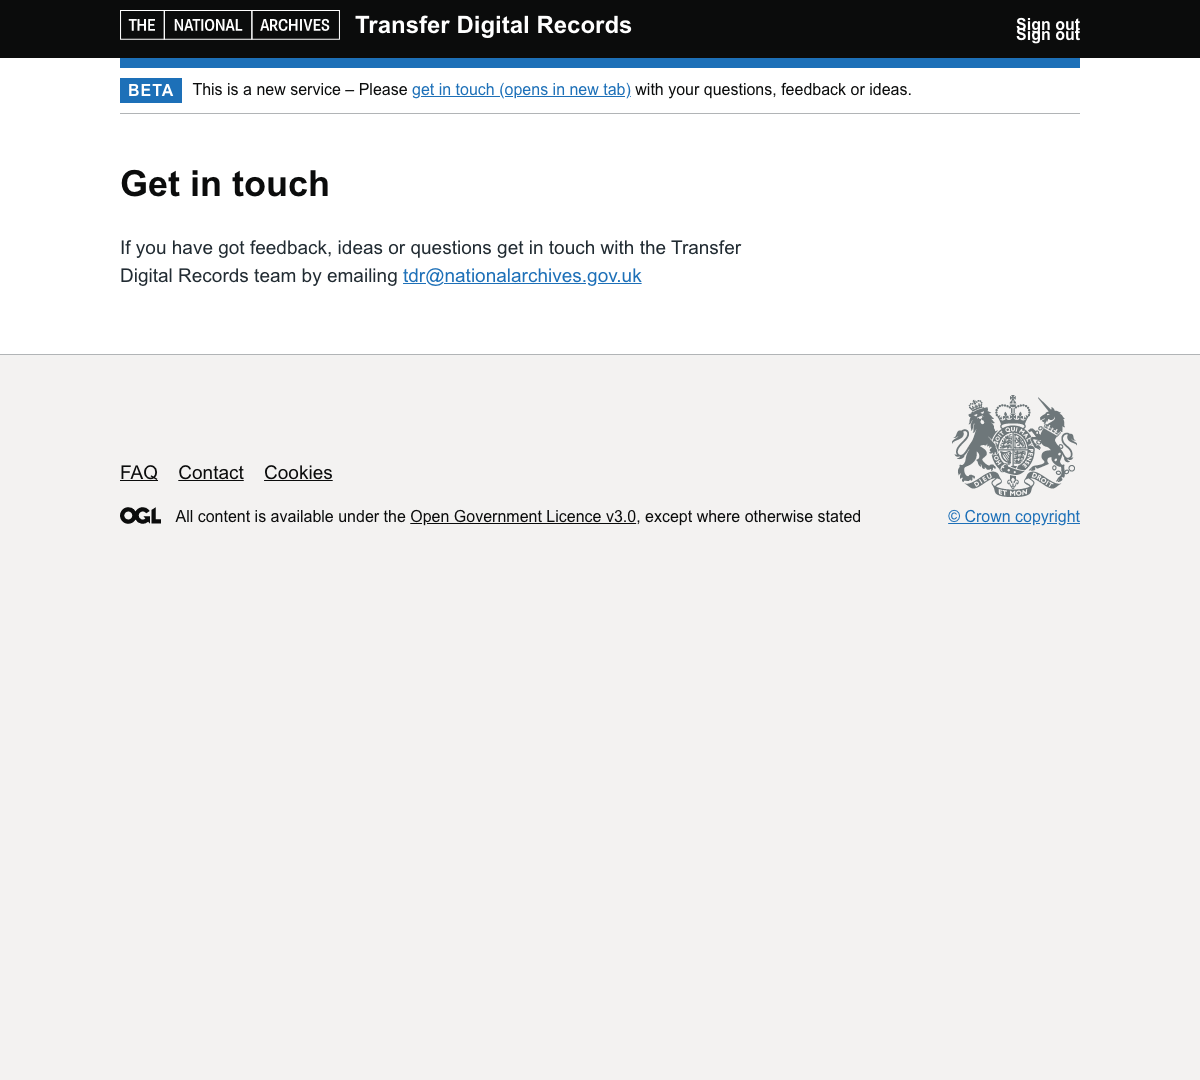 THE NATIONAL ARCHIVES Transfer Digital Records Sign out
Sign out
BETA This is a new service – Please get in touch (opens in new tab) with your questions, feedback or ideas.
Get in touch
If you have got feedback, ideas or questions get in touch with the Transfer
Digital Records team by emailing tdr@nationalarchives.gov.uk
FAQ Contact Cookies
DIEU ET MON DROIT
OGL All content is available under the Open Government Licence v3.0, except where otherwise stated © Crown copyright